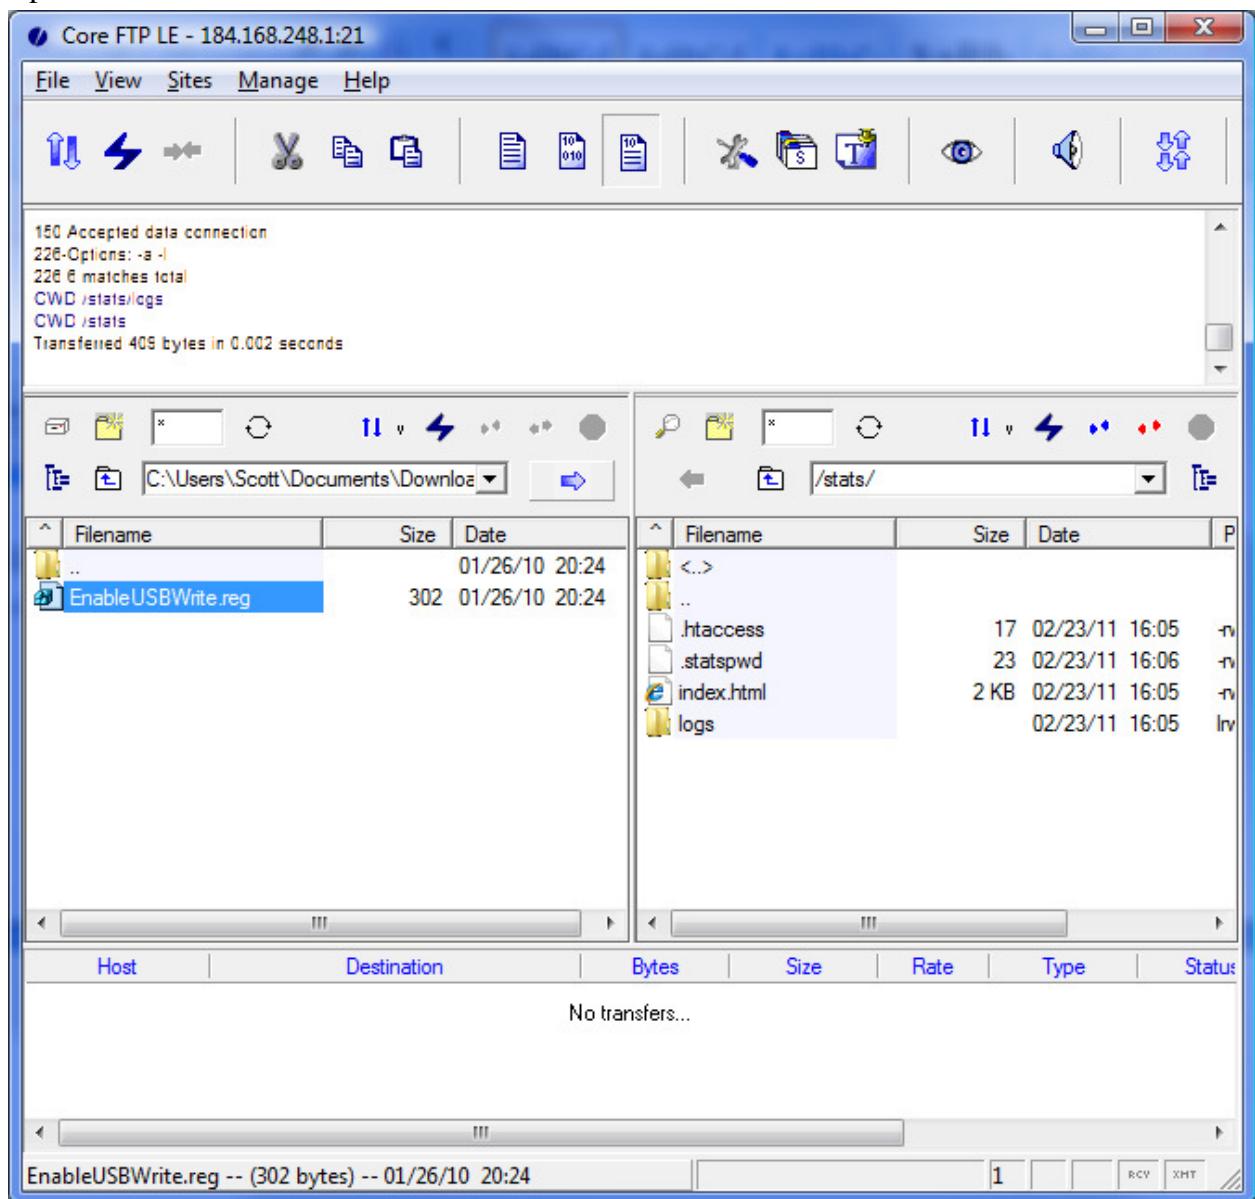 Core FTP LE - 184.168.248.1:21
File View Sites Manage Help
150 Accepted data connection
226-Options: -a -l
226 6 matches total
CWD /stats/logs
CWD /stats
Transferred 409 bytes in 0.002 seconds
* *
C:\Users\Scott\Documents\Downloa /stats/
^ Filename Size Date ^ Filename Size Date P
.. 01/26/10 20:24 <..>
EnableUSBWrite.reg 302 01/26/10 20:24 ..
.htaccess 17 02/23/11 16:05 -rw
.statspwd 23 02/23/11 16:06 -rw
index.html 2 KB 02/23/11 16:05 -rw
logs 02/23/11 16:05 lrw
Host Destination Bytes Size Rate Type Status
No transfers...
EnableUSBWrite.reg -- (302 bytes) -- 01/26/10 20:24 1 RCV XMT